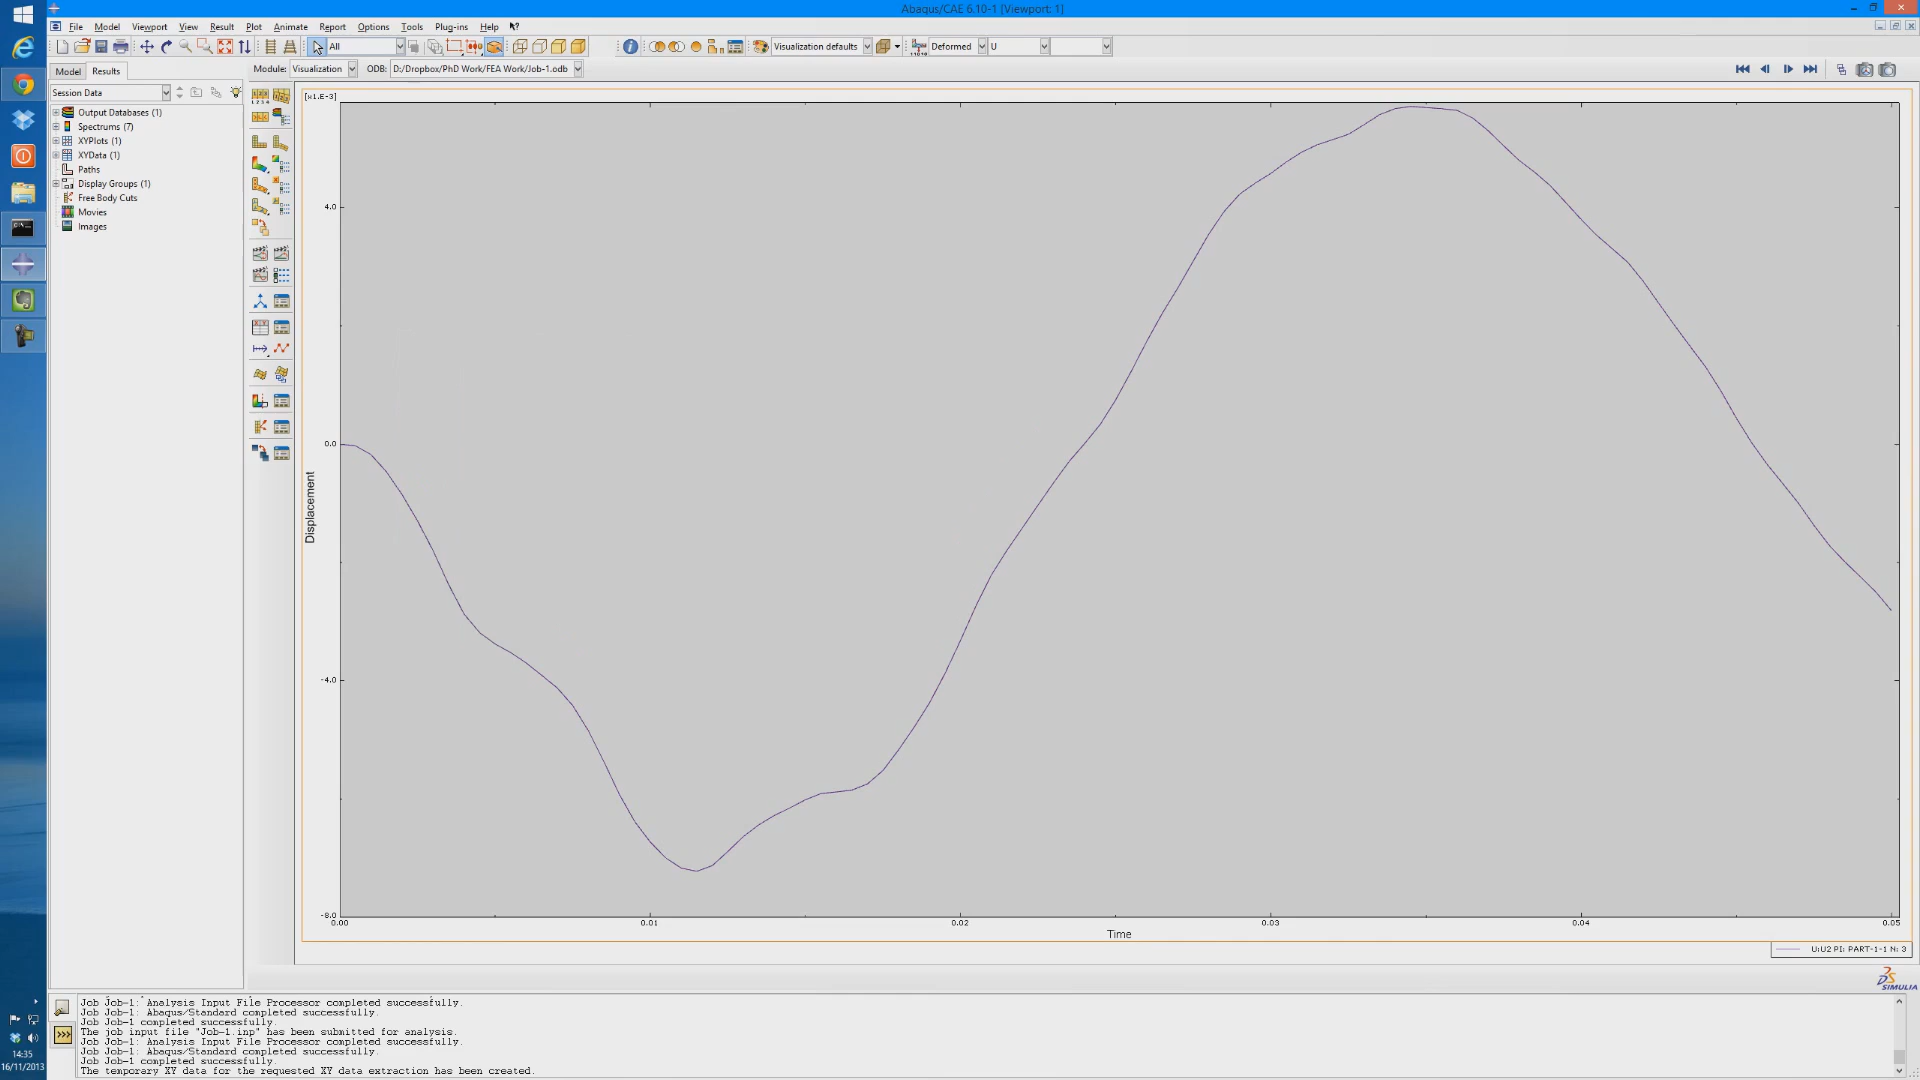 Abaqus/CAE 6.10-1 [Viewport: 1]
File Model Viewport View Result Plot Animate Report Options Tools Plug-ins Help
All Visualization defaults Deformed U
Model Results Module: Visualization ODB: D:/Dropbox/PhD Work/FEA Work/Job-1.odb
Session Data
Output Databases (1)
Spectrums (7)
XYPlots (1)
XYData (1)
Paths
Display Groups (1)
Free Body Cuts
Movies
Images
[x1.E-3]
4.0
0.0
-4.0
-8.0
Displacement
0.00 0.01 0.02 0.03 0.04 0.05
Time
U:U2 PI: PART-1-1 N: 3
SIMULIA
Job Job-1: Analysis Input File Processor completed successfully.
Job Job-1: Abaqus/Standard completed successfully.
Job Job-1 completed successfully.
The job input file "Job-1.inp" has been submitted for analysis.
Job Job-1: Analysis Input File Processor completed successfully.
Job Job-1: Abaqus/Standard completed successfully.
Job Job-1 completed successfully.
The temporary XY data for the requested XY data extraction has been created.
14:35
16/11/2013